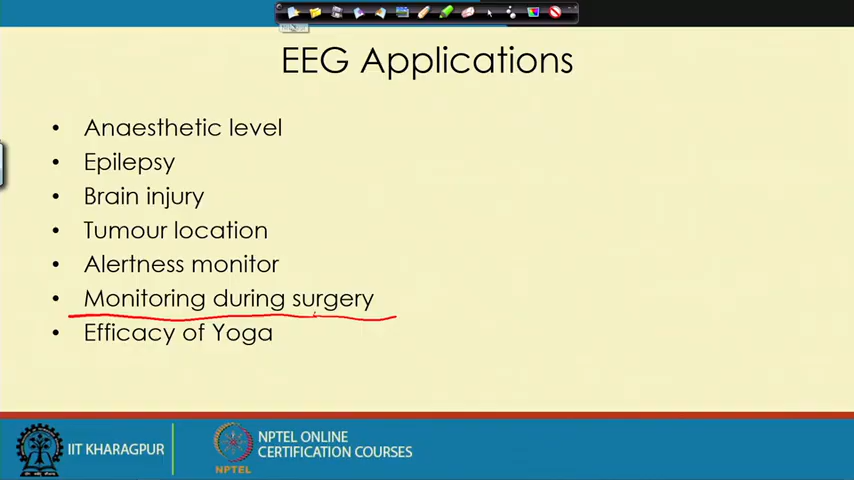 EEG Applications
• Anaesthetic level
• Epilepsy
• Brain injury
• Tumour location
• Alertness monitor
• Monitoring during surgery
• Efficacy of Yoga
IIT KHARAGPUR
NPTEL
NPTEL ONLINE
CERTIFICATION COURSES